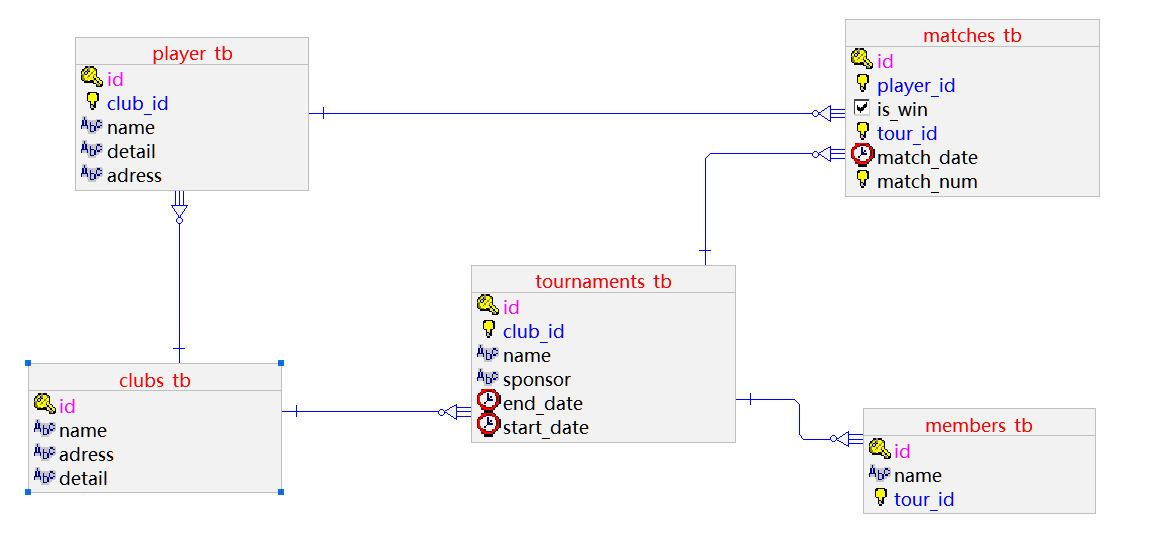 player_tb
id
club_id
name
detail
adress
matches_tb
id
player_id
is_win
tour_id
match_date
match_num
tournaments_tb
id
club_id
name
sponsor
end_date
start_date
clubs_tb
id
name
adress
detail
members_tb
id
name
tour_id